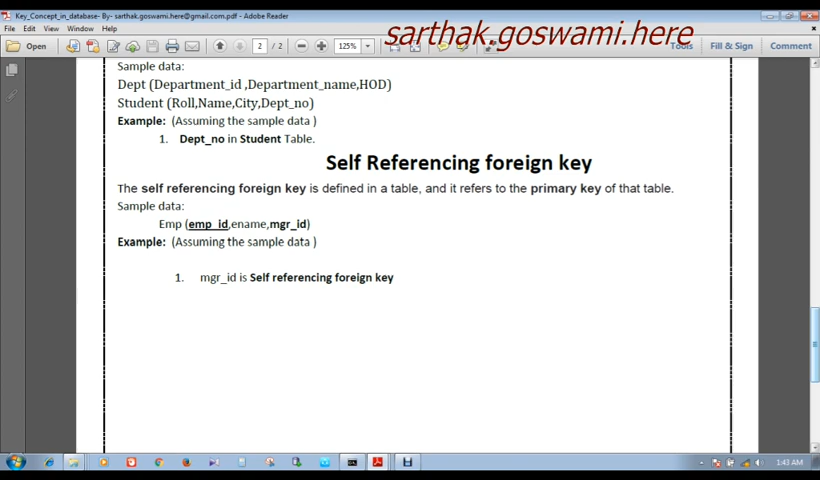 Key_Concept_in_database- By- sarthak.goswami.here@gmail.com.pdf - Adobe Reader
File Edit View Window Help
sarthak.goswami.here
Open 2 / 2 125% Tools Fill & Sign Comment
Sample data:
Dept (Department_id ,Department_name,HOD)
Student (Roll,Name,City,Dept_no)
Example: (Assuming the sample data )
1. Dept_no in Student Table.
Self Referencing foreign key
The self referencing foreign key is defined in a table, and it refers to the primary key of that table.
Sample data:
Emp (emp_id,ename,mgr_id)
Example: (Assuming the sample data )
1. mgr_id is Self referencing foreign key
1:43 AM